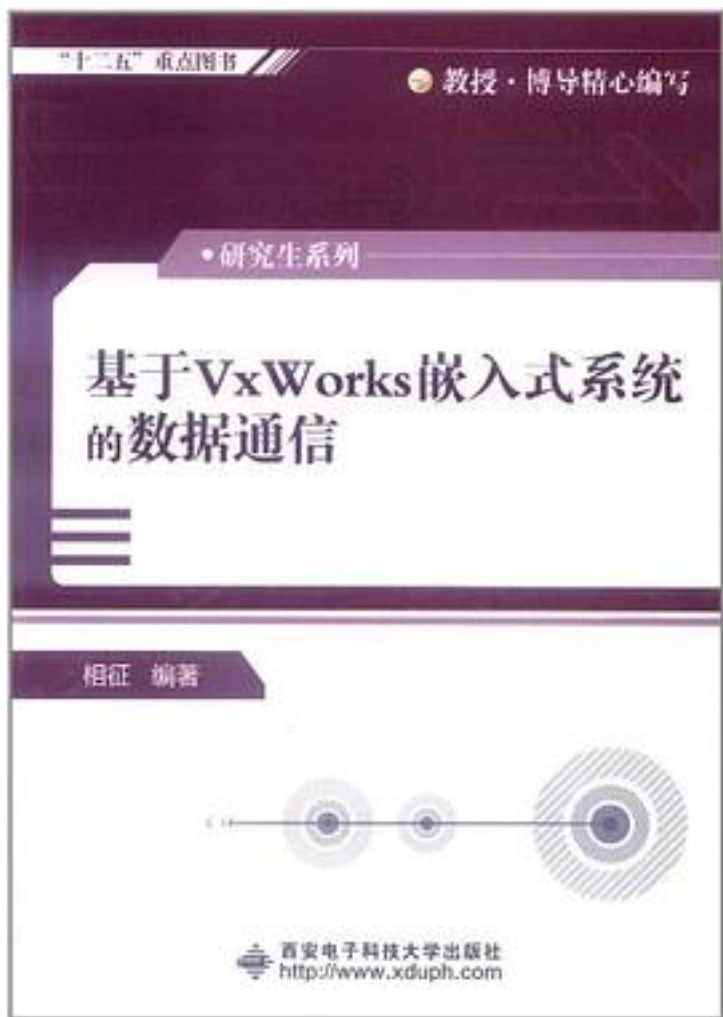 “十二五”重点图书
教授·博导精心编写
•研究生系列
基于VxWorks嵌入式系统
的数据通信
相征 编著
西安电子科技大学出版社
http://www.xduph.com